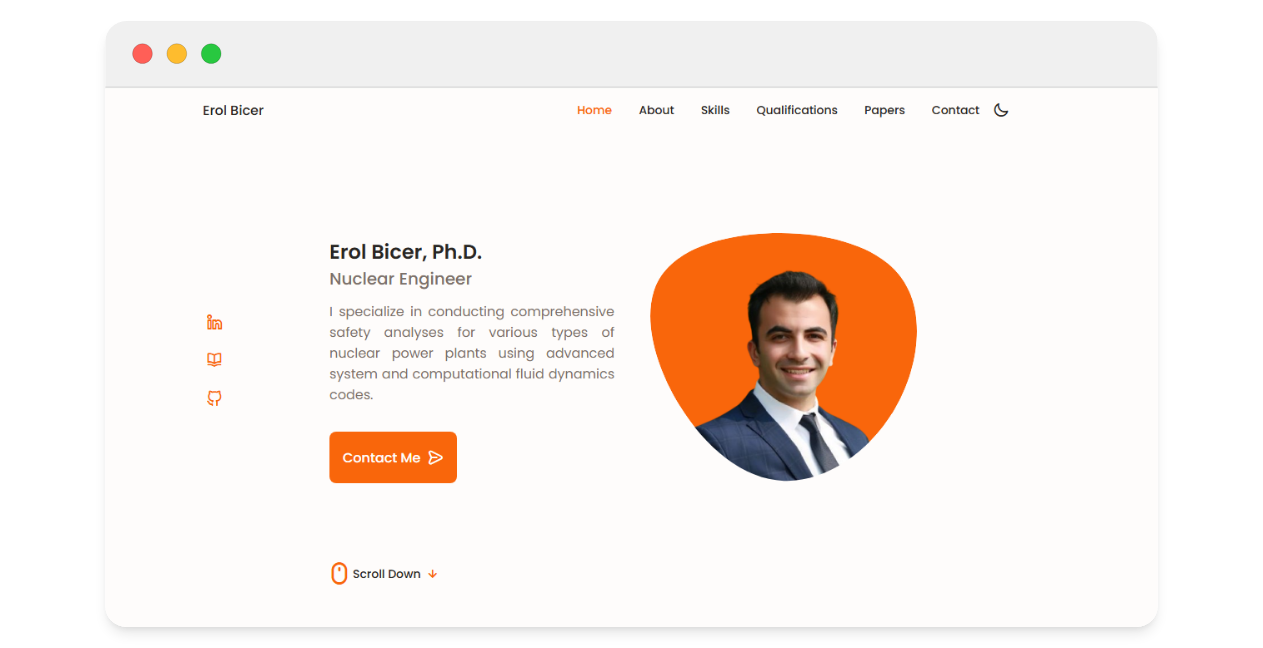 Erol Bicer
Home About Skills Qualifications Papers Contact
Erol Bicer, Ph.D.
Nuclear Engineer
I specialize in conducting comprehensive
safety analyses for various types of
nuclear power plants using advanced
system and computational fluid dynamics
codes.
Contact Me
Scroll Down